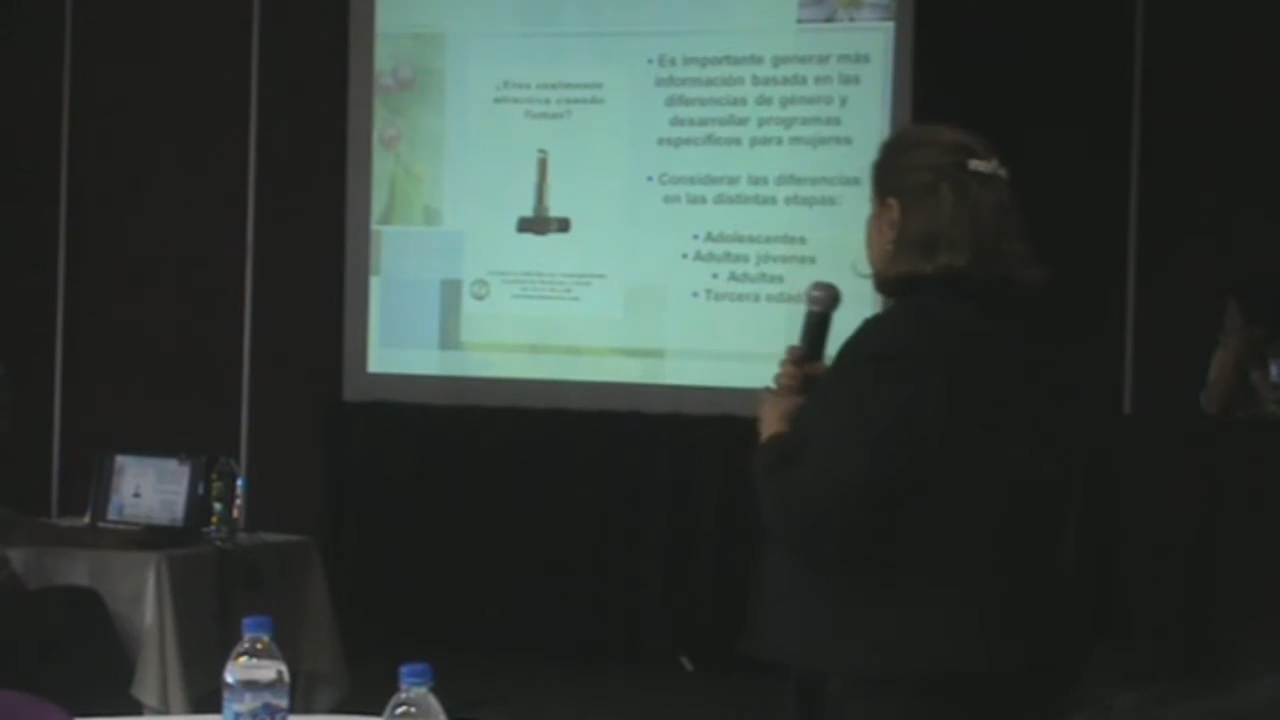 ¿Eres realmente
atractiva cuando
fumas?
• Es importante generar más
información basada en las
diferencias de género y
desarrollar programas
específicos para mujeres
• Considerar las diferencias
en las distintas etapas:
• Adolescentes
• Adultas jóvenes
• Adultas
• Tercera edad